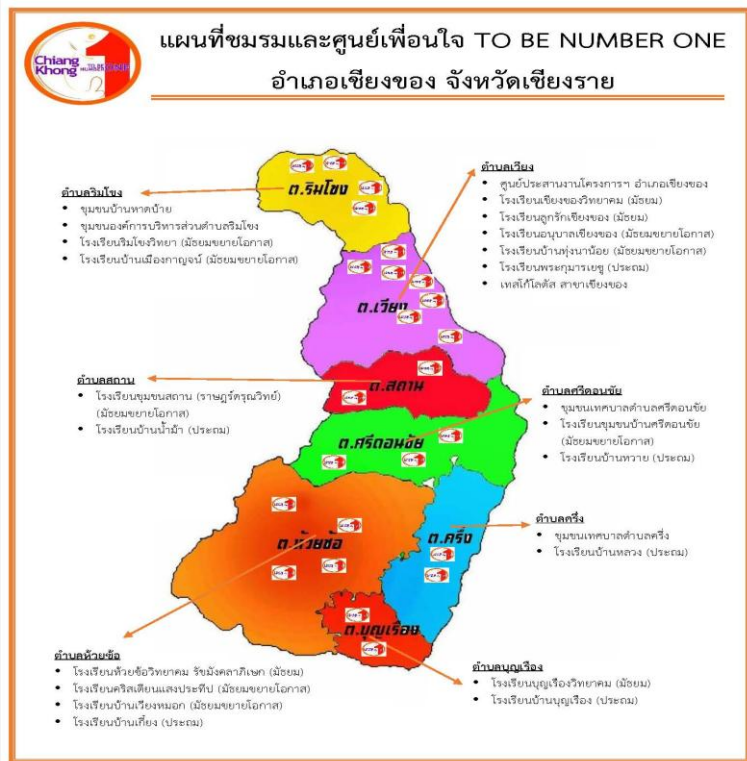 Chiang
Khong
แผนที่ชมรมและศูนย์เพื่อนใจ TO BE NUMBER ONE
อำเภอเชียงของ จังหวัดเชียงราย
ตำบลริมโขง
• ชุมชนบ้านหาดบ้าย
• ชุมชนองค์การบริหารส่วนตำบลริมโขง
• โรงเรียนริมโขงวิทยา (มัธยมขยายโอกาส)
• โรงเรียนบ้านเมืองกาญจน์ (มัธยมขยายโอกาส)
ตำบลเวียง
• ศูนย์ประสานงานโครงการฯ อำเภอเชียงของ
• โรงเรียนเชียงของวิทยาคม (มัธยม)
• โรงเรียนลูกรักเชียงของ (มัธยม)
• โรงเรียนอนุบาลเชียงของ (มัธยมขยายโอกาส)
• โรงเรียนบ้านทุ่งนาน้อย (มัธยมขยายโอกาส)
• โรงเรียนพระกุมารเยซู (ประถม)
• เทสโก้โลตัส สาขาเชียงของ
ต.ริมโขง
ต.เวียง
ต.สถาน
ต.ศรีดอนชัย
ต.ห้วยซ้อ
ต.ครึ่ง
ต.บุญเรือง
ตำบลสถาน
• โรงเรียนชุมชนสถาน (ราษฎร์ดรุณวิทย์)
(มัธยมขยายโอกาส)
• โรงเรียนบ้านน้ำม้า (ประถม)
ตำบลศรีดอนชัย
• ชุมชนเทศบาลตำบลศรีดอนชัย
• โรงเรียนชุมชนบ้านศรีดอนชัย
(มัธยมขยายโอกาส)
• โรงเรียนบ้านทวาย (ประถม)
ตำบลครึ่ง
• ชุมชนเทศบาลตำบลครึ่ง
• โรงเรียนบ้านหลวง (ประถม)
ตำบลห้วยซ้อ
• โรงเรียนห้วยซ้อวิทยาคม รัชมังคลาภิเษก (มัธยม)
• โรงเรียนคริสเตียนแสงประทีป (มัธยมขยายโอกาส)
• โรงเรียนบ้านเวียงหมอก (มัธยมขยายโอกาส)
• โรงเรียนบ้านเกี๋ยง (ประถม)
ตำบลบุญเรือง
• โรงเรียนบุญเรืองวิทยาคม (มัธยม)
• โรงเรียนบ้านบุญเรือง (ประถม)